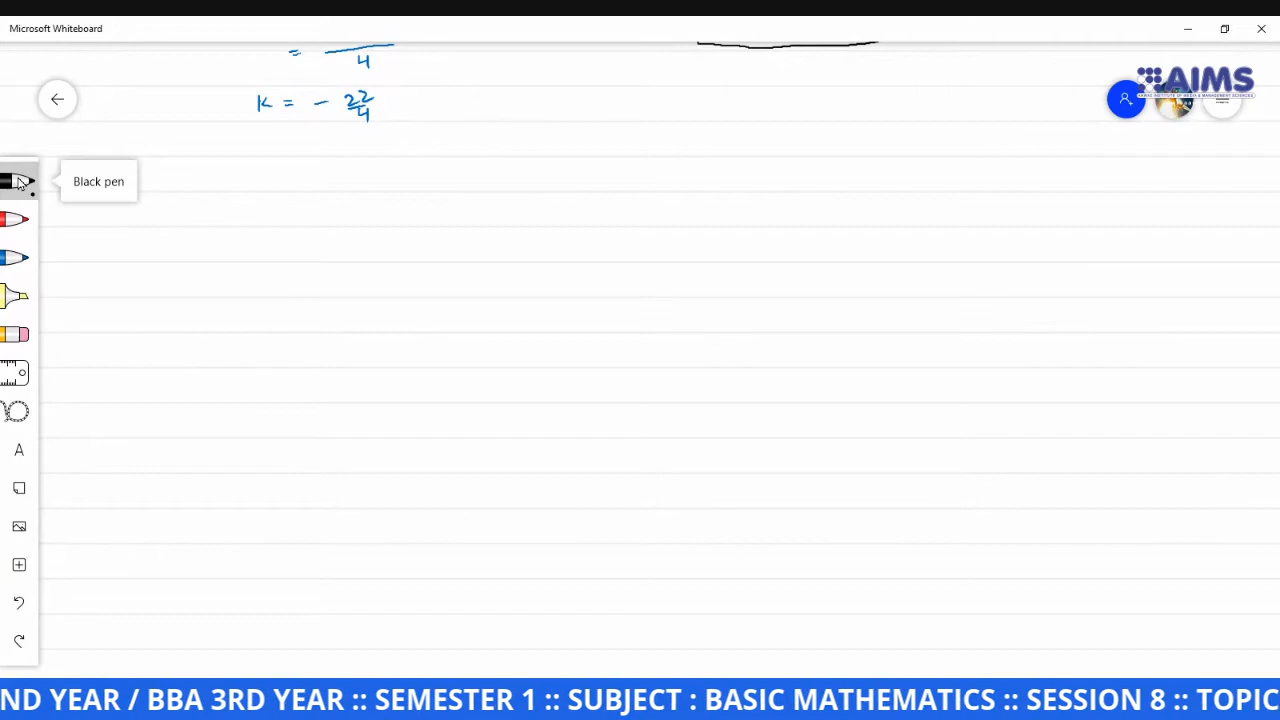 Microsoft Whiteboard
AIMS
= 4
K = - 22/4
Black pen
A
ND YEAR / BBA 3RD YEAR :: SEMESTER 1 :: SUBJECT : BASIC MATHEMATICS :: SESSION 8 :: TOPIC